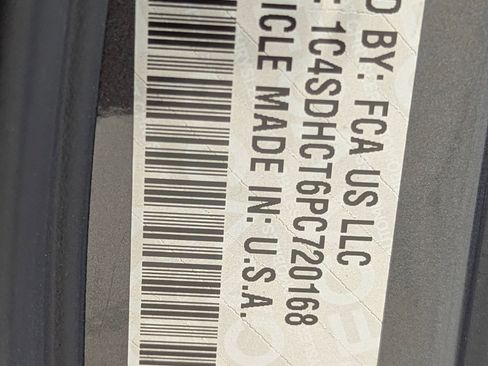 D BY: FCA US LLC
: 1C4SDHCT6PC720168
ICLE MADE IN: U.S.A.